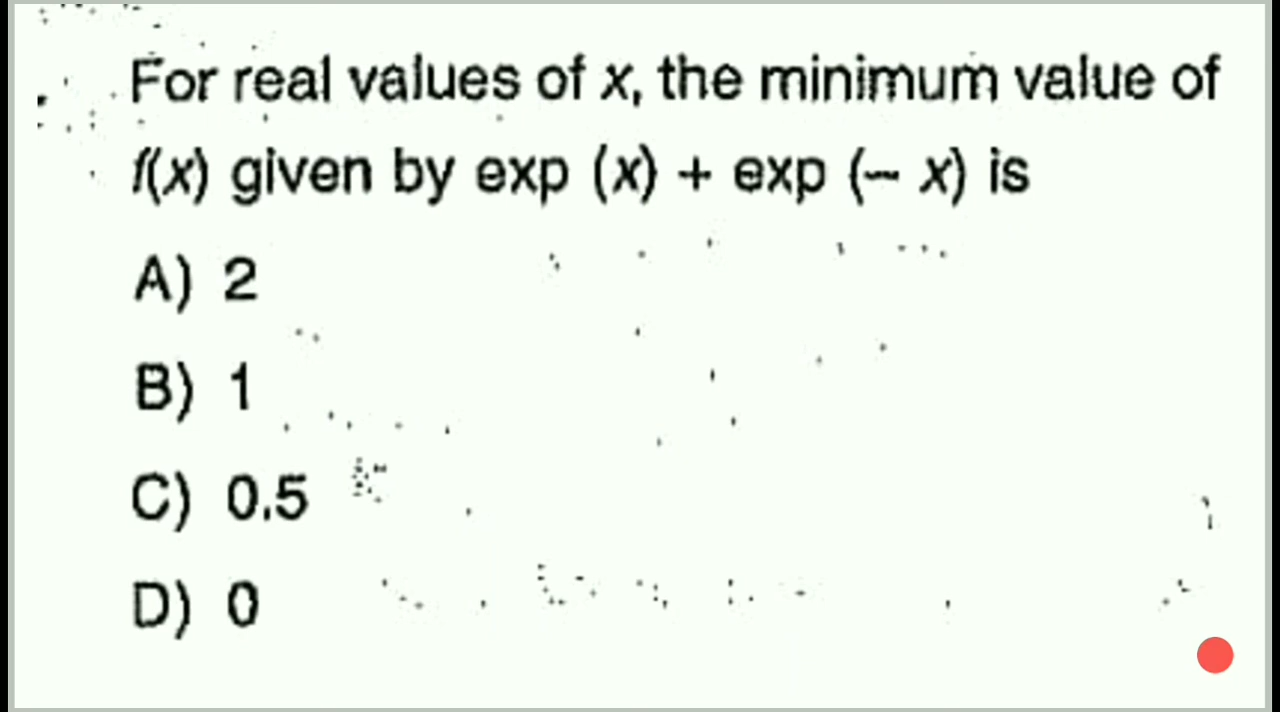 For real values of x, the minimum value of
f(x) given by exp (x) + exp (– x) is
A) 2
B) 1
C) 0.5
D) 0